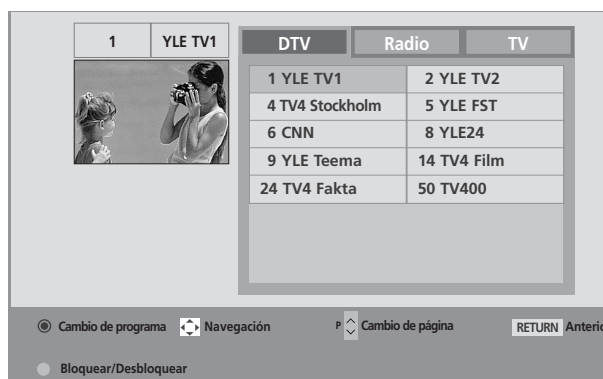 1 YLE TV1
DTV Radio TV
1 YLE TV1 2 YLE TV2
4 TV4 Stockholm 5 YLE FST
6 CNN 8 YLE24
9 YLE Teema 14 TV4 Film
24 TV4 Fakta 50 TV400
Cambio de programa Navegación P Cambio de página RETURN Anterio
Bloquear/Desbloquear